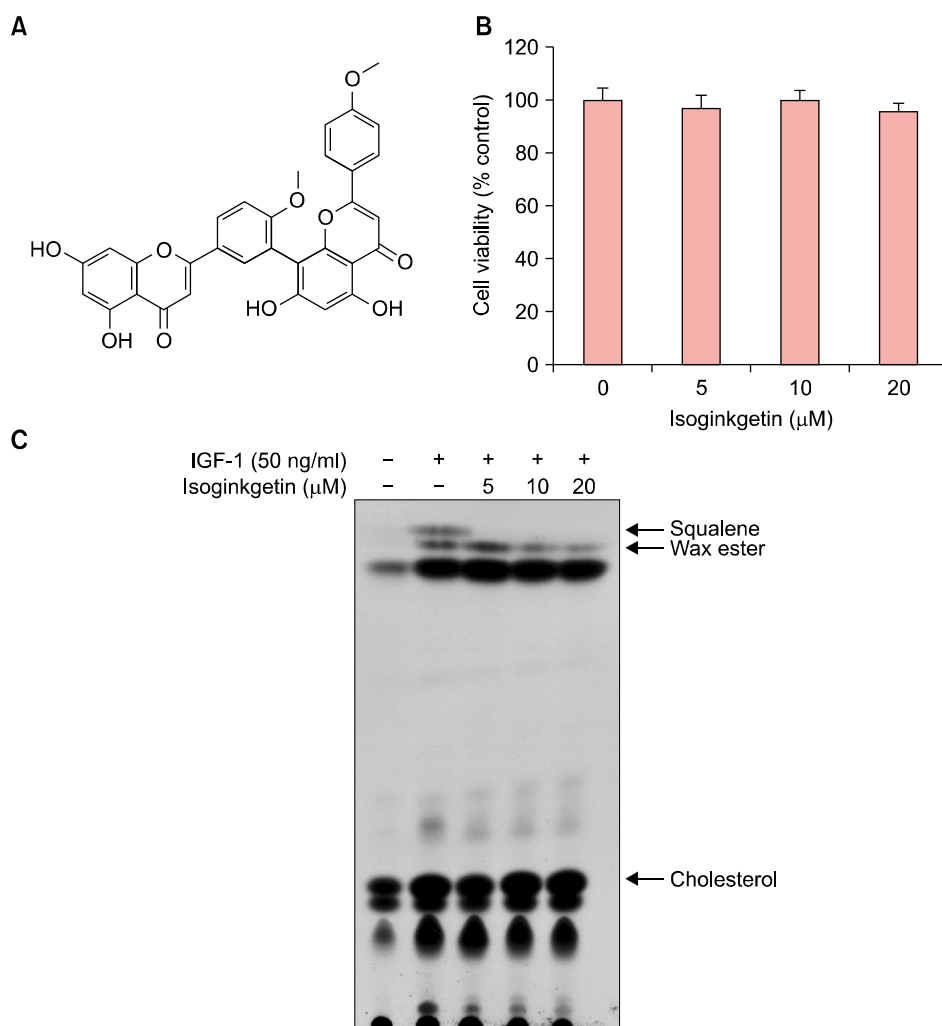 A
O
O
O
HO
O
O
HO
OH
OH
O
B
120
100
80
60
40
20
0
Cell viability (% control)
0 5 10 20
Isoginkgetin (μM)
C
IGF-1 (50 ng/ml) – + + + +
Isoginkgetin (μM) – – 5 10 20
Squalene
Wax ester
Cholesterol